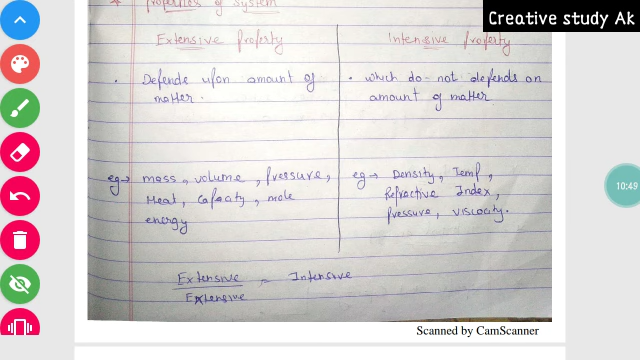 Creative study Ak
* Properties of system
Extensive Property
Intensive Property
. Depends upon amount of
matter.
. which do not depends on
amount of matter
eg → mass, volume, pressure,
Heat, Capacity, mole
energy
eg → Density, Temp,
Refractive Index,
pressure, viscocity.
Extensive
Extensive
= Intensive
10:49
Scanned by CamScanner